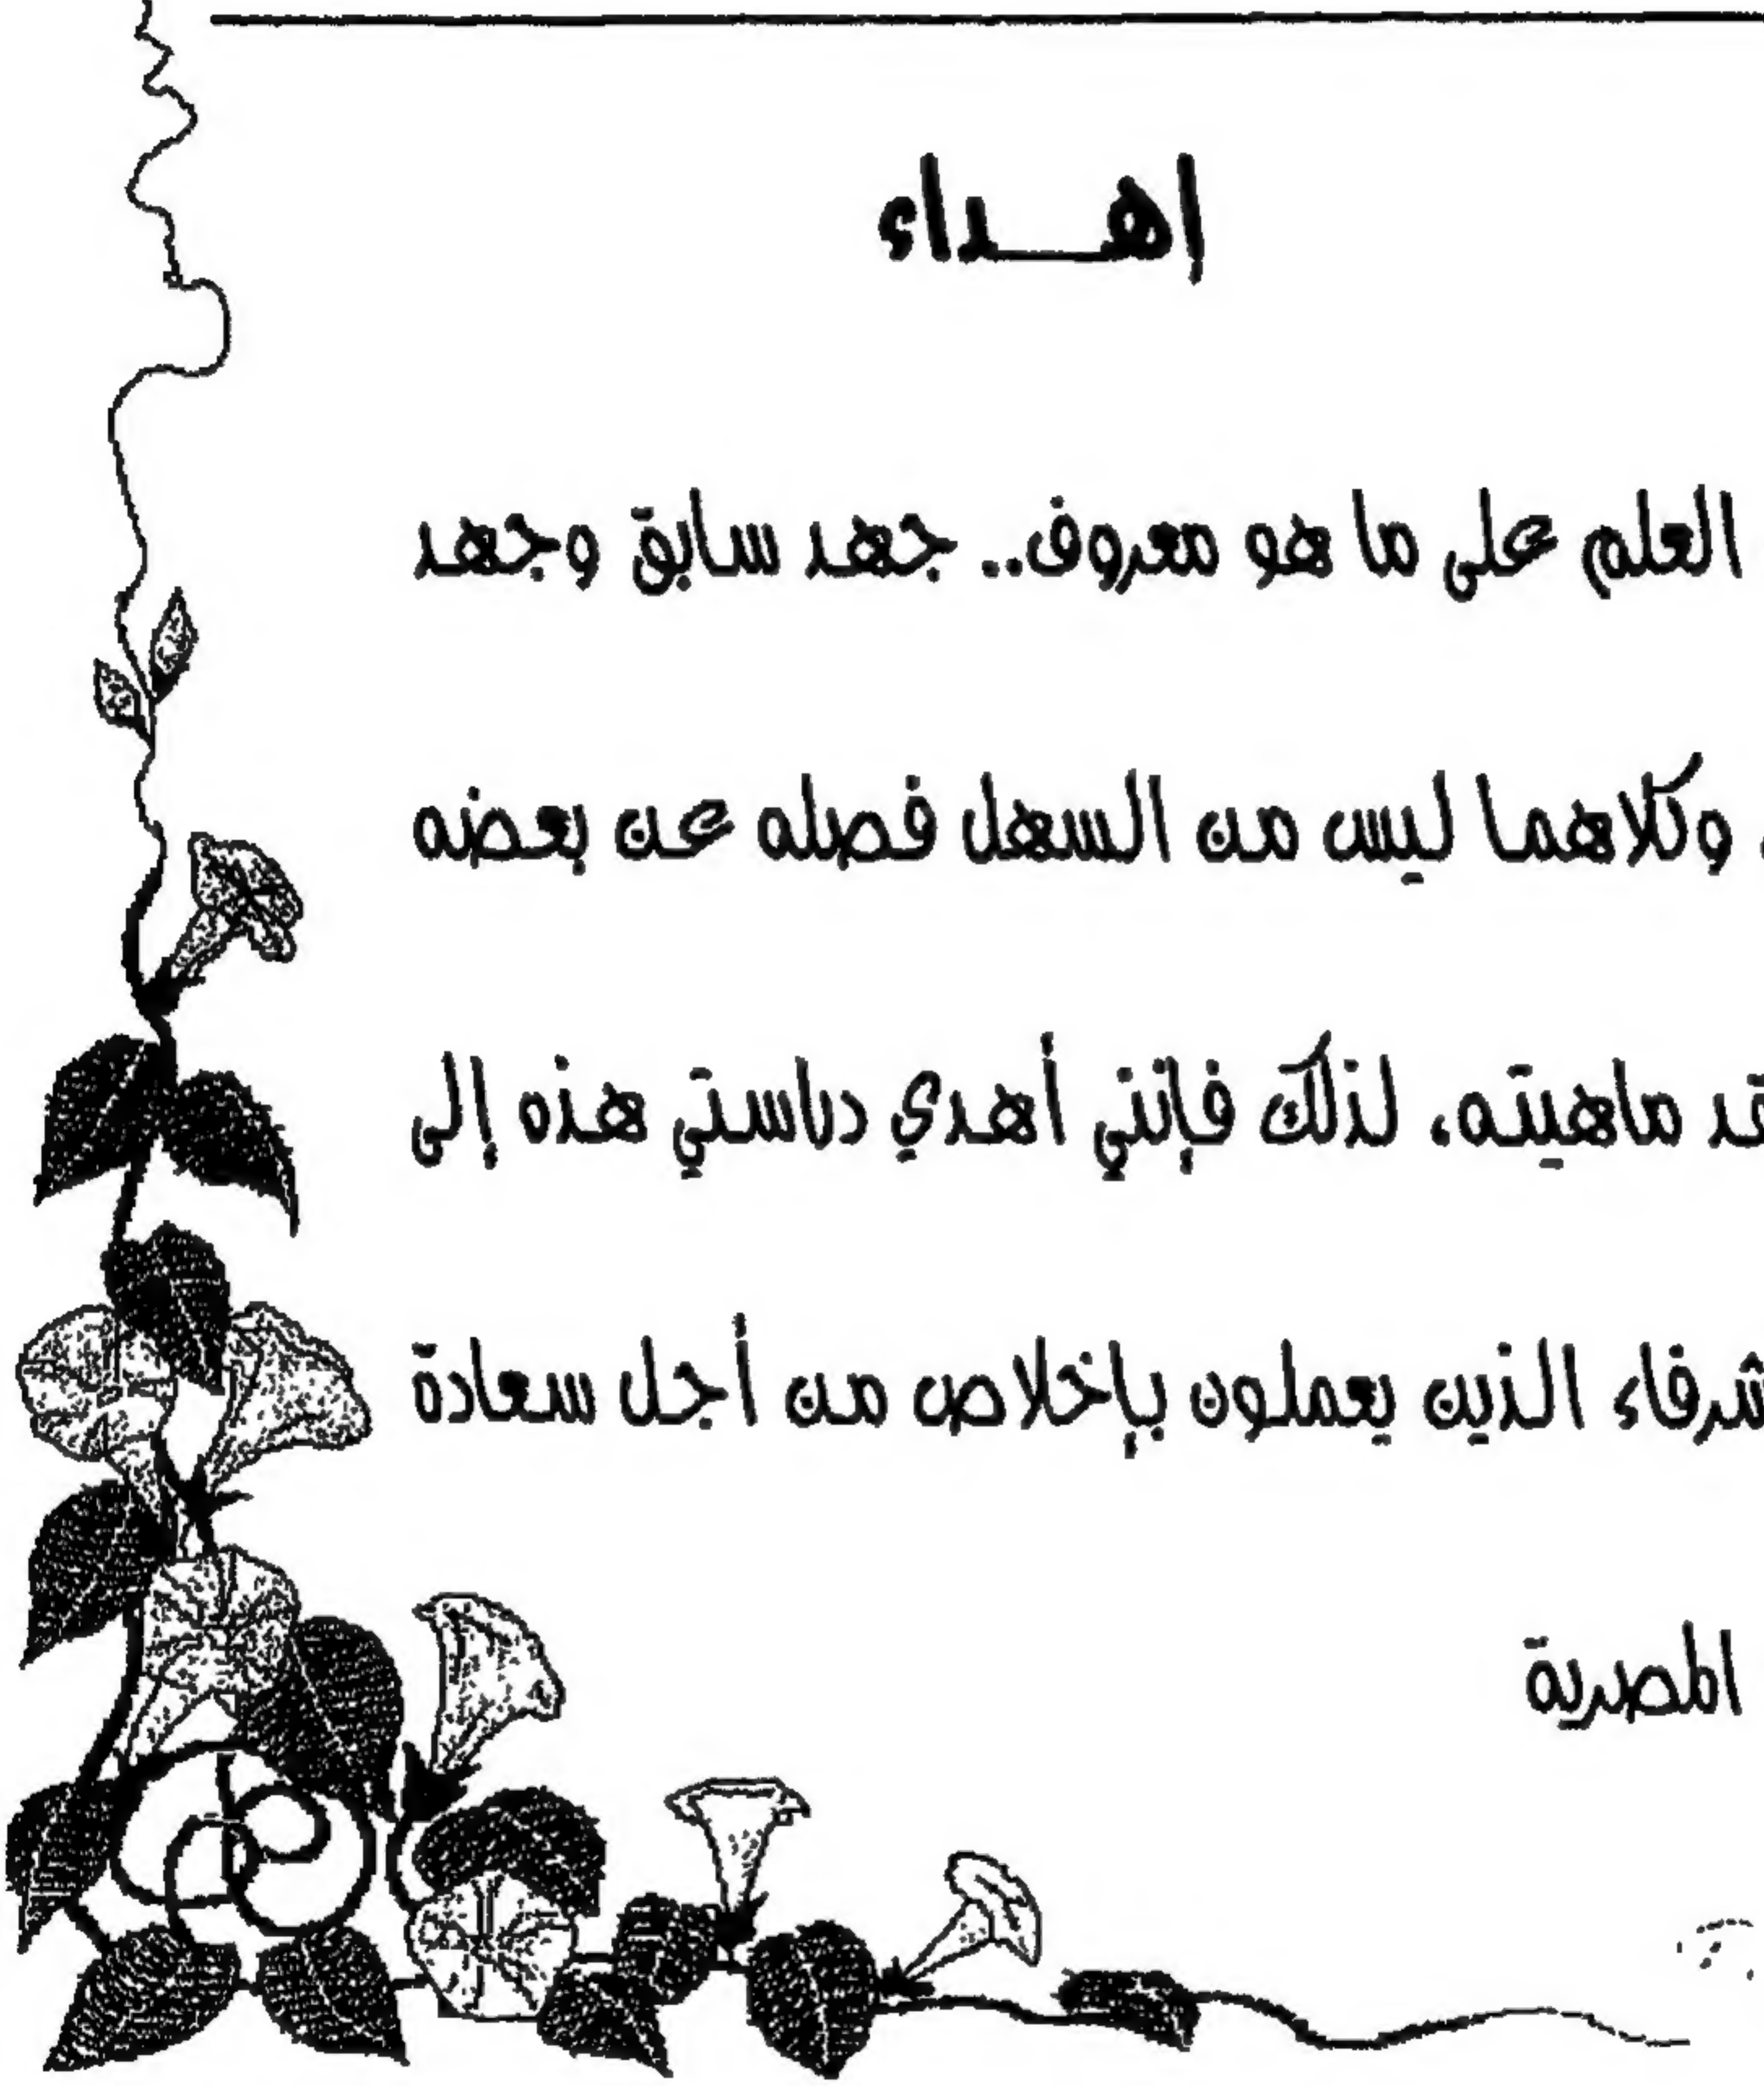 اهـداء
العلم على ما هو معروف.. جهد سابق وجهد
وكلاهما ليس من السهل فصله عن بعضه
ماهيته، لذلك فإنني أهدي دراستي هذه إلى
الذين يعملون بإخلاص من أجل سعادة
المصرية